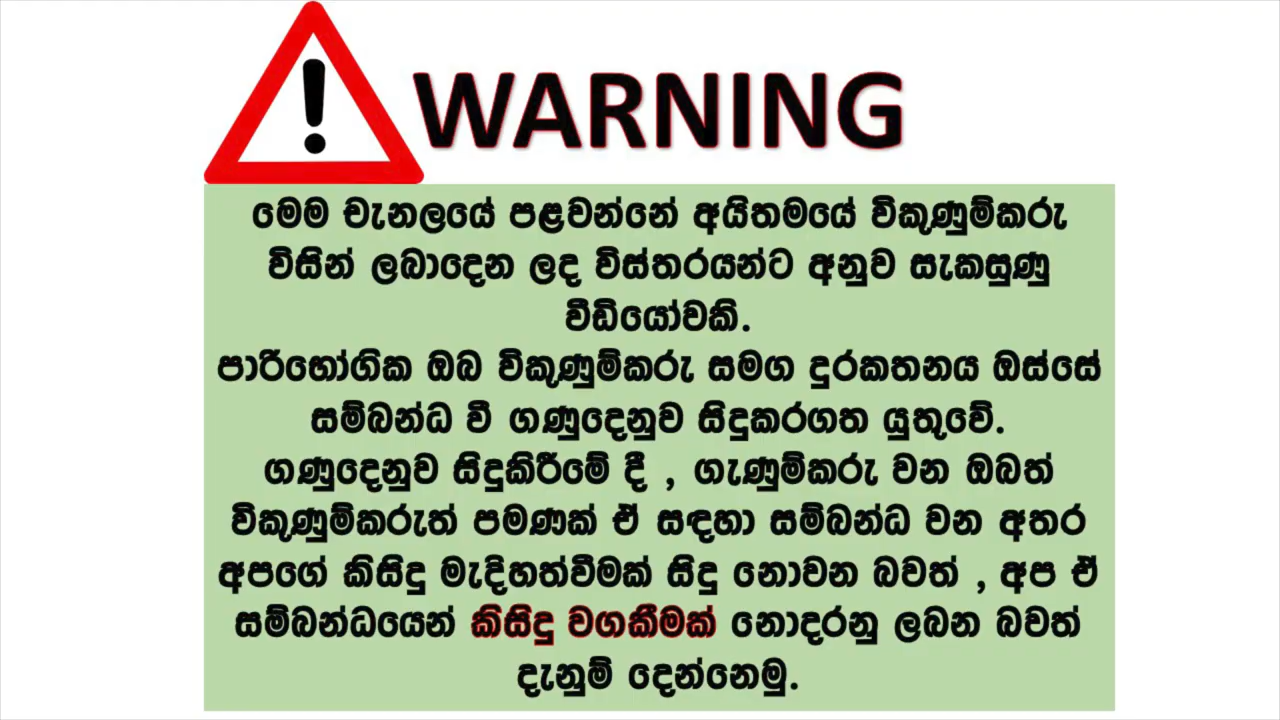 WARNING
මෙම චැනලයේ පළවන්නේ අයිතමයේ විකුණුම්කරු
විසින් ලබාදෙන ලද විස්තරයන්ට අනුව සැකසුණු
වීඩියෝවකි.
පාරිභෝගික ඔබ විකුණුම්කරු සමග දුරකතනය ඔස්සේ
සම්බන්ධ වී ගණුදෙනුව සිදුකරගත යුතුවේ.
ගණුදෙනුව සිදුකිරීමේ දී , ගැණුම්කරු වන ඔබත්
විකුණුම්කරුත් පමණක් ඒ සඳහා සම්බන්ධ වන අතර
අපගේ කිසිදු මැදිහත්වීමක් සිදු නොවන බවත් , අප ඒ
සම්බන්ධයෙන් කිසිදු වගකීමක් නොදරනු ලබන බවත්
දැනුම් දෙන්නෙමු.